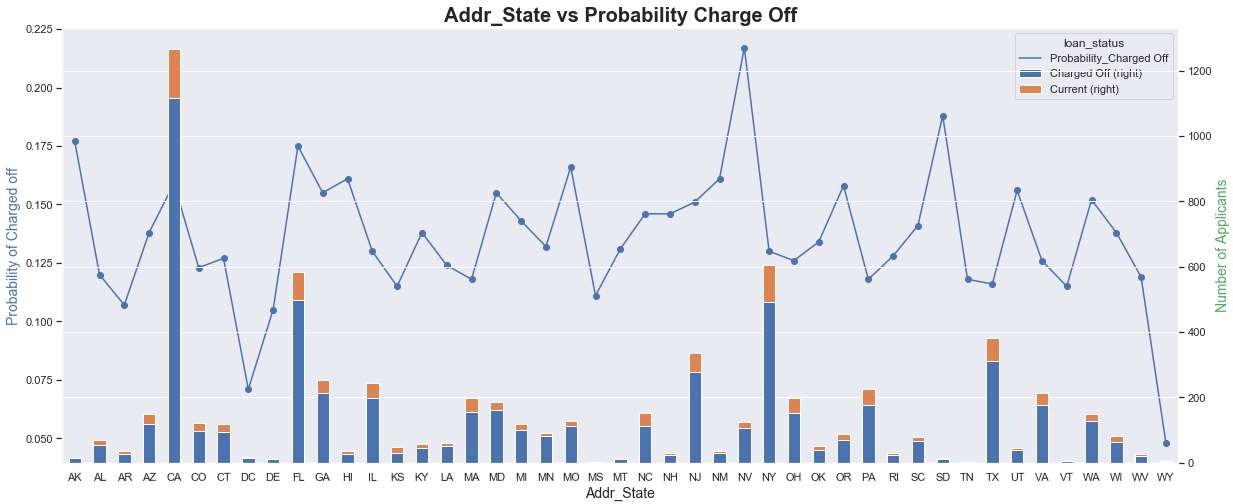 Addr_State vs Probability Charge Off
0.225
0.200
0.175
0.150
0.125
0.100
0.075
0.050
Probability of Charged off
loan_status
Probability_Charged Off
Charged Off (right)
Current (right)
1200
1000
800
600
400
200
0
Number of Applicants
AK AL AR AZ CA CO CT DC DE FL GA HI IL KS KY LA MA MD MI MN MO MS MT NC NH NJ NM NV NY OH OK OR PA RI SC SD TN TX UT VA VT WA WI WV WY
Addr_State